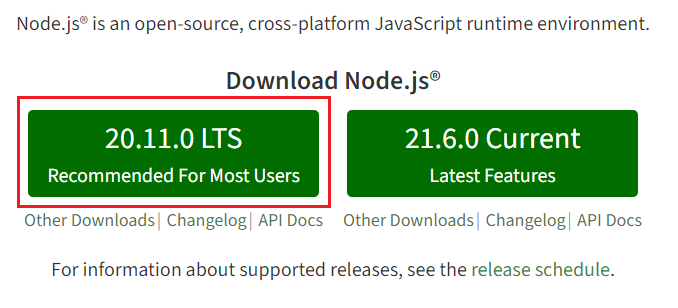 Node.js® is an open-source, cross-platform JavaScript runtime environment.
Download Node.js®
20.11.0 LTS
Recommended For Most Users
21.6.0 Current
Latest Features
Other Downloads| Changelog| API Docs
Other Downloads| Changelog| API Docs
For information about supported releases, see the release schedule.